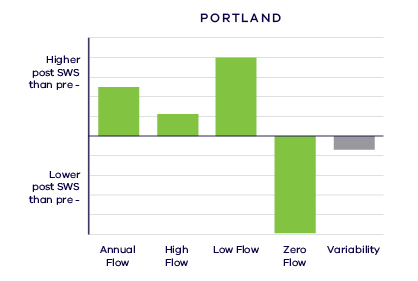 PORTLAND
Higher
post SWS
than pre -
Lower
post SWS
than pre -
Annual
Flow
High
Flow
Low Flow
Zero
Flow
Variability